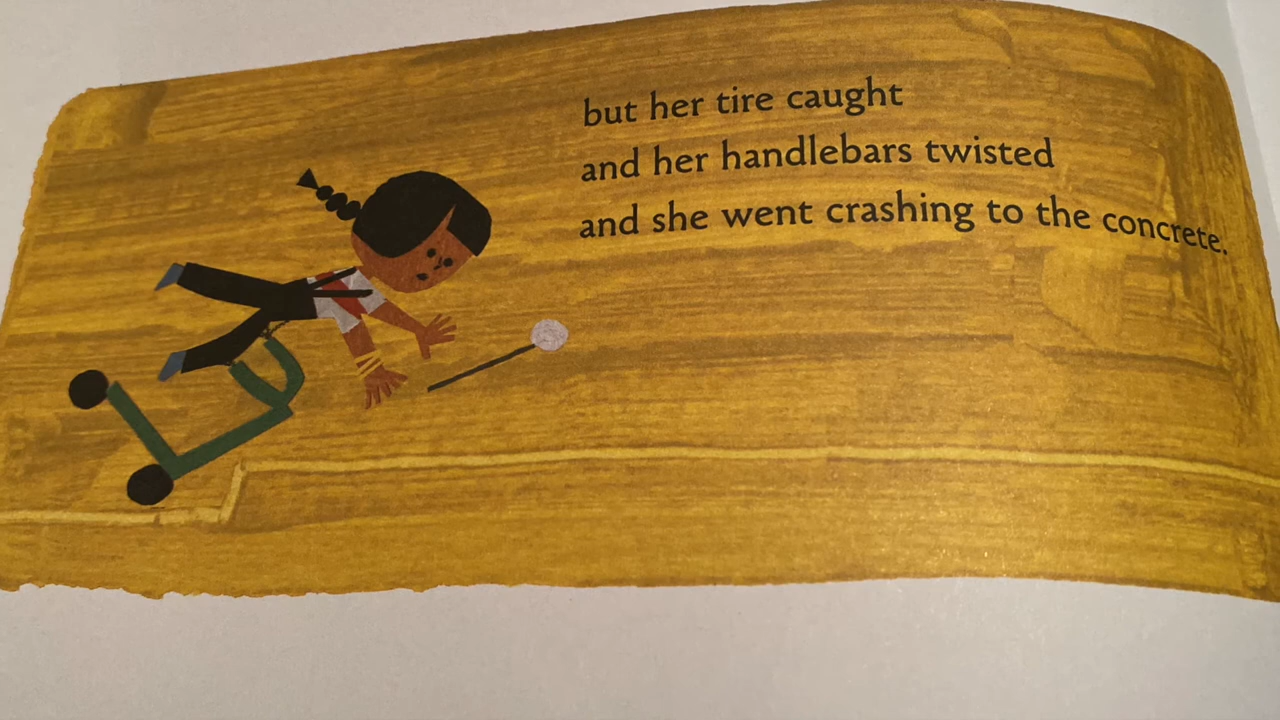 but her tire caught
and her handlebars twisted
and she went crashing to the concrete.